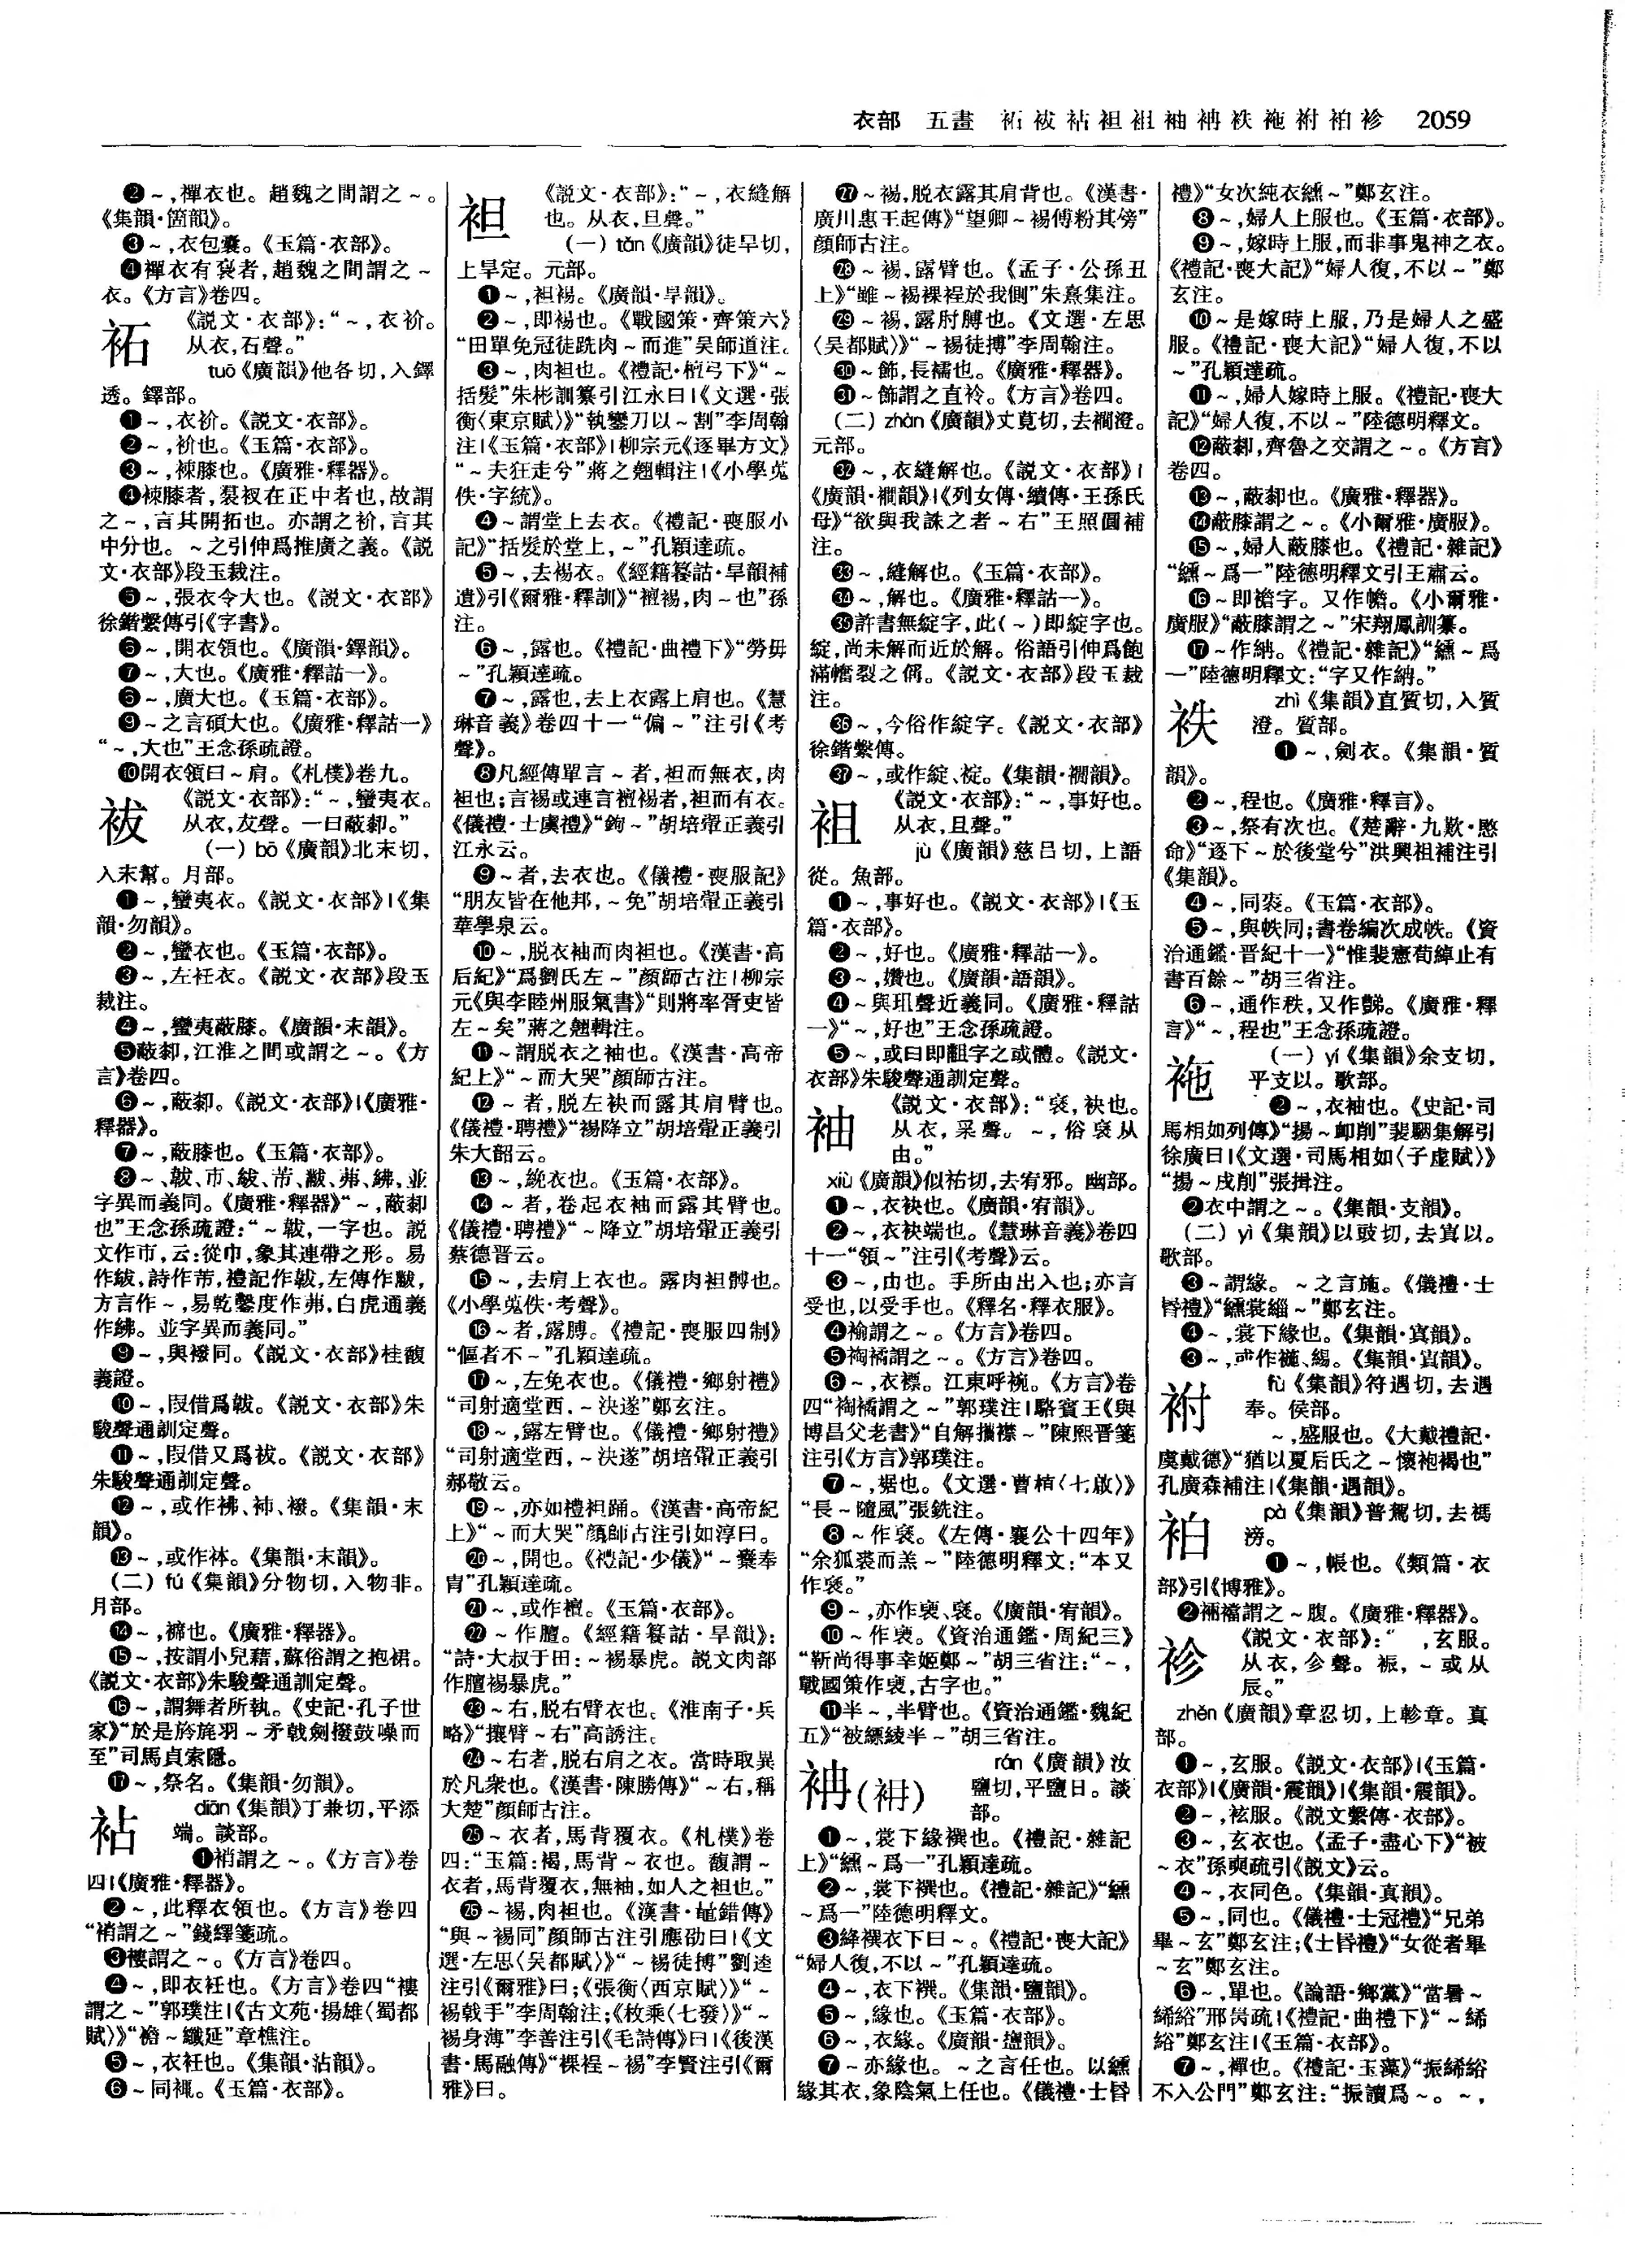 衣部 五畫 袥袚袩袒袓袖袡袟袘袝袙袗 2059
❷～,禪衣也。趙魏之間謂之～。
《集韻·箇韻》。
❸～,衣包囊。《玉篇·衣部》。
❹禪衣有袌者,趙魏之間謂之～
衣。《方言》卷四。
袥
《説文·衣部》:“～,衣衸。
从衣,石聲。”
tuō《廣韻》他各切,入鐸
透。鐸部。
❶～,衣衸。《説文·衣部》。
❷～,衸也。《玉篇·衣部》。
❸～,袜膝也。《廣雅·釋器》。
❹袜膝者,裂衩在正中者也,故謂
之～,言其開拓也。亦謂之衸,言其
中分也。～之引伸爲推廣之義。《説
文·衣部》段玉裁注。
❺～,張衣令大也。《説文·衣部》
徐鍇繫傳引《字書》。
❻～,開衣領也。《廣韻·鐸韻》。
❼～,大也。《廣雅·釋詁一》。
❽～,廣大也。《玉篇·衣部》。
❾～之言碩大也。《廣雅·釋詁一》
“～,大也”王念孫疏證。
❿開衣領曰～肩。《札樸》卷九。
袚
《説文·衣部》:“～,蠻夷衣。
从衣,犮聲。一曰蔽䣛。”
(一) bō《廣韻》北末切,
入末幫。月部。
❶～,蠻夷衣。《説文·衣部》|《集
韻·勿韻》。
❷～,蠻衣也。《玉篇·衣部》。
❸～,左衽衣。《説文·衣部》段玉
裁注。
❹～,蠻夷蔽膝。《廣韻·末韻》。
❺蔽䣛,江淮之間或謂之～。《方
言》卷四。
❻～,蔽䣛。《説文·衣部》|《廣雅·
釋器》。
❼～,蔽膝也。《玉篇·衣部》。
❽～、韍、市、紱、芾、黻、茀、紼,並
字異而義同。《廣雅·釋器》“～,蔽䣛
也”王念孫疏證:“～韍,一字也。説
文作市,云:從巾,象其連帶之形。易
作紱,詩作芾,禮記作韍,左傳作黻,
方言作～,易乾鑿度作茀,白虎通義
作紼。並字異而義同。”
❾～,與襏同。《説文·衣部》桂馥
義證。
❿～,叚借爲韍。《説文·衣部》朱
駿聲通訓定聲。
⓫～,叚借又爲祓。《説文·衣部》
朱駿聲通訓定聲。
⓬～,或作袡、𧘟、襏。《集韻·末
韻》。
⓭～,或作袜。《集韻·末韻》。
(二) fú《集韻》分物切,入物非。
月部。
⓮～,褯也。《廣雅·釋器》。
⓯～,按謂小兒藉,蘇俗謂之抱裙。
《説文·衣部》朱駿聲通訓定聲。
⓰～,謂舞者所執。《史記·孔子世
家》“於是旍旄羽～矛戟劍撥鼓噪而
至”司馬貞索隱。
⓱～,祭名。《集韻·勿韻》。
袩
diān《集韻》丁兼切,平添
端。談部。
❶䘯謂之～。《方言》卷
四|《廣雅·釋器》。
❷～,此釋衣領也。《方言》卷四
“䘯謂之～”錢繹箋疏。
❸褸謂之～。《方言》卷四。
❹～,即衣衽也。《方言》卷四“褸
謂之～”郭璞注|《古文苑·揚雄〈蜀都
賦〉》“襜～纖延”章樵注。
❺～,衣衽也。《集韻·沾韻》。
❻～同䙝。《玉篇·衣部》。
袒
《説文·衣部》:“～,衣縫解
也。从衣,旦聲。”
(一) tǎn《廣韻》徒旱切,
上旱定。元部。
❶～,袒裼。《廣韻·旱韻》。
❷～,即裼也。《戰國策·齊策六》
“田單免冠徒跣肉～而進”吴師道注。
❸～,肉袒也。《禮記·檀弓下》“～
括髮”朱彬訓纂引江永曰|《文選·張
衡〈東京賦〉》“執鑾刀以～割”李周翰
注|《玉篇·衣部》|柳宗元《逐畢方文》
“～夫狂走兮”蔣之翹輯注|《小學蒐
佚·字統》。
❹～謂堂上去衣。《禮記·喪服小
記》“括髮於堂上,～”孔穎達疏。
❺～,去裼衣。《經籍籑詁·旱韻補
遺》引《爾雅·釋訓》“襢裼,肉～也”孫
注。
❻～,露也。《禮記·曲禮下》“勞毋
～”孔穎達疏。
❼～,露也,去上衣露上肩也。《慧
琳音義》卷四十一“偏～”注引《考
聲》。
❽凡經傳單言～者,袒而無衣,肉
袒也;言裼或連言襢裼者,袒而有衣。
《儀禮·士虞禮》“鉤～”胡培翬正義引
江永云。
❾～者,去衣也。《儀禮·喪服記》
“朋友皆在他邦,～免”胡培翬正義引
華學泉云。
❿～,脱衣袖而肉袒也。《漢書·高
后紀》“爲劉氏左～”顏師古注|柳宗
元《與李睦州服氣書》“則將率胥吏皆
左～矣”蔣之翹輯注。
⓫～謂脱衣之袖也。《漢書·高帝
紀上》“～而大哭”顏師古注。
⓬～者,脱左袂而露其肩臂也。
《儀禮·聘禮》“裼降立”胡培翬正義引
朱大韶云。
⓭～,絻衣也。《玉篇·衣部》。
⓮～者,卷起衣袖而露其臂也。
《儀禮·聘禮》“～降立”胡培翬正義引
蔡德晋云。
⓯～,去肩上衣也。露肉袒髆也。
《小學蒐佚·考聲》。
⓰～者,露膊。《禮記·喪服四制》
“傴者不～”孔穎達疏。
⓱～,左免衣也。《儀禮·鄉射禮》
“司射適堂西,～決遂”鄭玄注。
⓲～,露左臂也。《儀禮·鄉射禮》
“司射適堂西,～決遂”胡培翬正義引
郝敬云。
⓳～,亦如禮袒踊。《漢書·高帝紀
上》“～而大哭”顏師古注引如淳曰。
⓴～,開也。《禮記·少儀》“～櫜奉
胄”孔穎達疏。
㉑～,或作襢。《玉篇·衣部》。
㉒～作膻。《經籍籑詁·旱韻》:
“詩·大叔于田:～裼暴虎。説文肉部
作膻裼暴虎。”
㉓～右,脱右臂衣也。《淮南子·兵
略》“攘臂～右”高誘注。
㉔～右者,脱右肩之衣。當時取異
於凡衆也。《漢書·陳勝傳》“～右,稱
大楚”顏師古注。
㉕～衣者,馬背覆衣。《札樸》卷
四:“玉篇:褐,馬背～衣也。馥謂～
衣者,馬背覆衣,無袖,如人之袒也。”
㉖～裼,肉袒也。《漢書·鼂錯傳》
“與～裼同”顏師古注引應劭曰|《文
選·左思〈吴都賦〉》“～裼徒搏”劉逵
注引《爾雅》曰;《張衡〈西京賦〉》“～
裼戟手”李周翰注;《枚乘〈七發〉》“～
裼身薄”李善注引《毛詩傳》曰|《後漢
書·馬融傳》“裸裎～裼”李賢注引《爾
雅》曰。
㉗～裼,脱衣露其肩背也。《漢書·
廣川惠王越傳》“望卿～裼傅粉其傍”
顏師古注。
㉘～裼,露臂也。《孟子·公孫丑
上》“雖～裼裸裎於我側”朱熹集注。
㉙～裼,露肘膊也。《文選·左思
〈吴都賦〉》“～裼徒搏”李周翰注。
㉚～飾,長襦也。《廣雅·釋器》。
㉛～飾謂之直衿。《方言》卷四。
(二) zhàn《廣韻》丈莧切,去襇澄。
元部。
㉜～,衣縫解也。《説文·衣部》|
《廣韻·襇韻》|《列女傳·續傳·王孫氏
母》“欲與我誅之者～右”王照圓補
注。
㉝～,縫解也。《玉篇·衣部》。
㉞～,解也。《廣雅·釋詁一》。
㉟許書無綻字,此(～)即綻字也。
綻,尚未解而近於解。俗語引伸爲飽
滿㡜裂之偁。《説文·衣部》段玉裁
注。
㊱～,今俗作綻字。《説文·衣部》
徐鍇繫傳。
㊲～,或作綻、䘺。《集韻·襉韻》。
袓
《説文·衣部》:“～,事好也。
从衣,且聲。”
jù《廣韻》慈吕切,上語
從。魚部。
❶～,事好也。《説文·衣部》|《玉
篇·衣部》。
❷～,好也。《廣雅·釋詁一》。
❸～,䙡也。《廣韻·語韻》。
❹～與珇聲近義同。《廣雅·釋詁
一》“～,好也”王念孫疏證。
❺～,或曰即䵤字之或體。《説文·
衣部》朱駿聲通訓定聲。
袖
《説文·衣部》:“褎,袂也。
从衣,采聲。～,俗褎从
由。”
xiù《廣韻》似祐切,去宥邪。幽部。
❶～,衣袂也。《廣韻·宥韻》。
❷～,衣袂端也。《慧琳音義》卷四
十一“領～”注引《考聲》云。
❸～,由也。手所由出入也;亦言
受也,以受手也。《釋名·釋衣服》。
❹褕謂之～。《方言》卷四。
❺裪䙖謂之～。《方言》卷四。
❻～,衣褾。江東呼䘼。《方言》卷
四“裪䙖謂之～”郭璞注|駱賓王《與
博昌父老書》“自解攜襟～”陳熙晉箋
注引《方言》郭璞注。
❼～,裾也。《文選·曹植〈七啟〉》
“長～隨風”張銑注。
❽～作褎。《左傳·襄公十四年》
“余狐裘而羔～”陸德明釋文:“本又
作褎。”
❾～,亦作褏、褎。《廣韻·宥韻》。
❿～作褏。《資治通鑑·周紀三》
“靳尚得事幸姬鄭～”胡三省注:“～,
戰國策作褏,古字也。”
⓫半～,半臂也。《資治通鑑·魏紀
五》“被縹綾半～”胡三省注。
袡(袡)
rán《廣韻》汝
鹽切,平鹽日。談
部。
❶～,裳下緣襈也。《禮記·雜記
上》“纁～爲一”孔穎達疏。
❷～,裳下襈也。《禮記·雜記》“纁
～爲一”陸德明釋文。
❸絳襈衣下曰～。《禮記·喪大記》
“婦人復,不以～”孔穎達疏。
❹～,衣下襈。《集韻·鹽韻》。
❺～,緣也。《玉篇·衣部》。
❻～,衣緣。《廣韻·鹽韻》。
❼～亦緣也。～之言任也。以纁
緣其衣,象陰氣上任也。《儀禮·士昏
禮》“女次純衣纁～”鄭玄注。
❽～,婦人上服也。《玉篇·衣部》。
❾～,嫁時上服,而非事鬼神之衣。
《禮記·喪大記》“婦人復,不以～”鄭
玄注。
❿～是嫁時上服,乃是婦人之盛
服。《禮記·喪大記》“婦人復,不以
～”孔穎達疏。
⓫～,婦人嫁時上服。《禮記·喪大
記》“婦人復,不以～”陸德明釋文。
⓬蔽䣛,齊魯之交謂之～。《方言》
卷四。
⓭～,蔽䣛也。《廣雅·釋器》。
⓮蔽膝謂之～。《小爾雅·廣服》。
⓯～,婦人蔽膝也。《禮記·雜記》
“纁～爲一”陸德明釋文引王肅云。
⓰～即襜字。又作幨。《小爾雅·
廣服》“蔽膝謂之～”宋翔鳳訓纂。
⓱～作𥿊。《禮記·雜記》“纁～爲
一”陸德明釋文:“字又作𥿊。”
袟
zhì《集韻》直質切,入質
澄。質部。
❶～,劍衣。《集韻·質
韻》。
❷～,程也。《廣雅·釋言》。
❸～,祭有次也。《楚辭·九歎·愍
命》“逐下～於後堂兮”洪興祖補注引
《集韻》。
❹～,同袠。《玉篇·衣部》。
❺～,與帙同;書卷編次成帙。《資
治通鑑·晉紀十一》“惟裴憲荀綽止有
書百餘～”胡三省注。
❻～,通作秩,又作豑。《廣雅·釋
言》“～,程也”王念孫疏證。
袘
(一) yí《集韻》余支切,
平支以。歌部。
❷～,衣袖也。《史記·司
馬相如列傳》“揚～卹削”裴駰集解引
徐廣曰|《文選·司馬相如〈子虚賦〉》
“揚～戌削”張揖注。
❷衣中謂之～。《集韻·支韻》。
(二) yì《集韻》以豉切,去寘以。
歌部。
❸～謂緣。～之言施。《儀禮·士
昏禮》“纁裳緇～”鄭玄注。
❹～,裳下緣也。《集韻·寘韻》。
❸～,或作䙾、緆。《集韻·寘韻》。
袝
fù《集韻》符遇切,去遇
奉。侯部。
～,盛服也。《大戴禮記·
虞戴德》“猶以夏后氏之～懷袍褐也”
孔廣森補注|《集韻·遇韻》。
袙
pà《集韻》普駕切,去禡
滂。
❶～,帳也。《類篇·衣
部》引《博雅》。
❷裲襠謂之～腹。《廣雅·釋器》。
袗
《説文·衣部》:“ ,玄服。
从衣,㐱聲。裖,～或从
辰。”
zhěn《廣韻》章忍切,上軫章。真
部。
❶～,玄服。《説文·衣部》|《玉篇·
衣部》|《廣韻·震韻》|《集韻·震韻》。
❷～,袨服。《説文繫傳·衣部》。
❸～,玄衣也。《孟子·盡心下》“被
～衣”孫奭疏引《説文》云。
❹～,衣同色。《集韻·真韻》。
❺～,同也。《儀禮·士冠禮》“兄弟
畢～玄”鄭玄注;《士昏禮》“女從者畢
～玄”鄭玄注。
❻～,單也。《論語·鄉黨》“當暑～
絺綌”邢昺疏|《禮記·曲禮下》“～絺
綌”鄭玄注|《玉篇·衣部》。
❼～,襌也。《禮記·玉藻》“振絺綌
不入公門”鄭玄注:“振讀爲～。～,